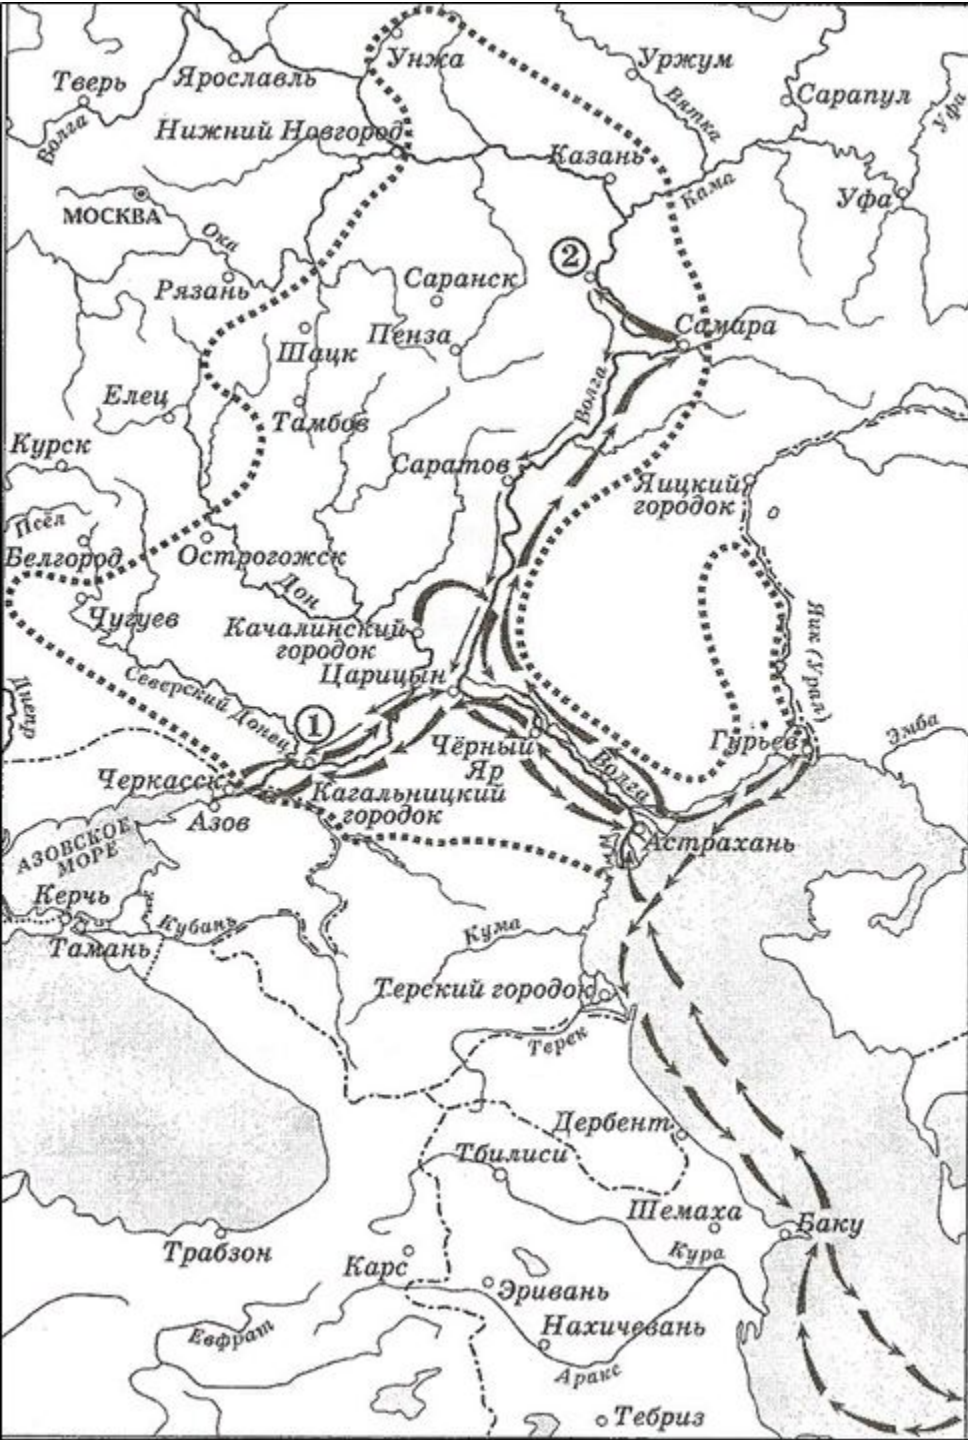 Унжа
Уржум
Тверь
Ярославль
Сарапул
Вятка
Уфа
Волга
Нижний Новгород
Казань
Кама
Уфа
МОСКВА
Ока
2
Рязань
Саранск
Самара
Пенза
Шацк
Елец
Тамбов
Волга
Курск
Саратов
Яицкий
городок
Псёл
Белгород
Острогожск
Дон
Чугуев
Качалинский
городок
Яик (Урал)
Царицын
Северский Донец
Днепр
1
Чёрный
Яр
Гурьев
Эмба
Волга
Черкасск
Кагальницкий
городок
Азов
АЗОВСКОЕ
МОРЕ
Астрахань
Керчь
Кубань
Тамань
Кума
Терский городок
Терек
Дербент
Тбилиси
Шемаха
Баку
Трабзон
Кура
Карс
Эривань
Евфрат
Нахичевань
Аракс
Тебриз